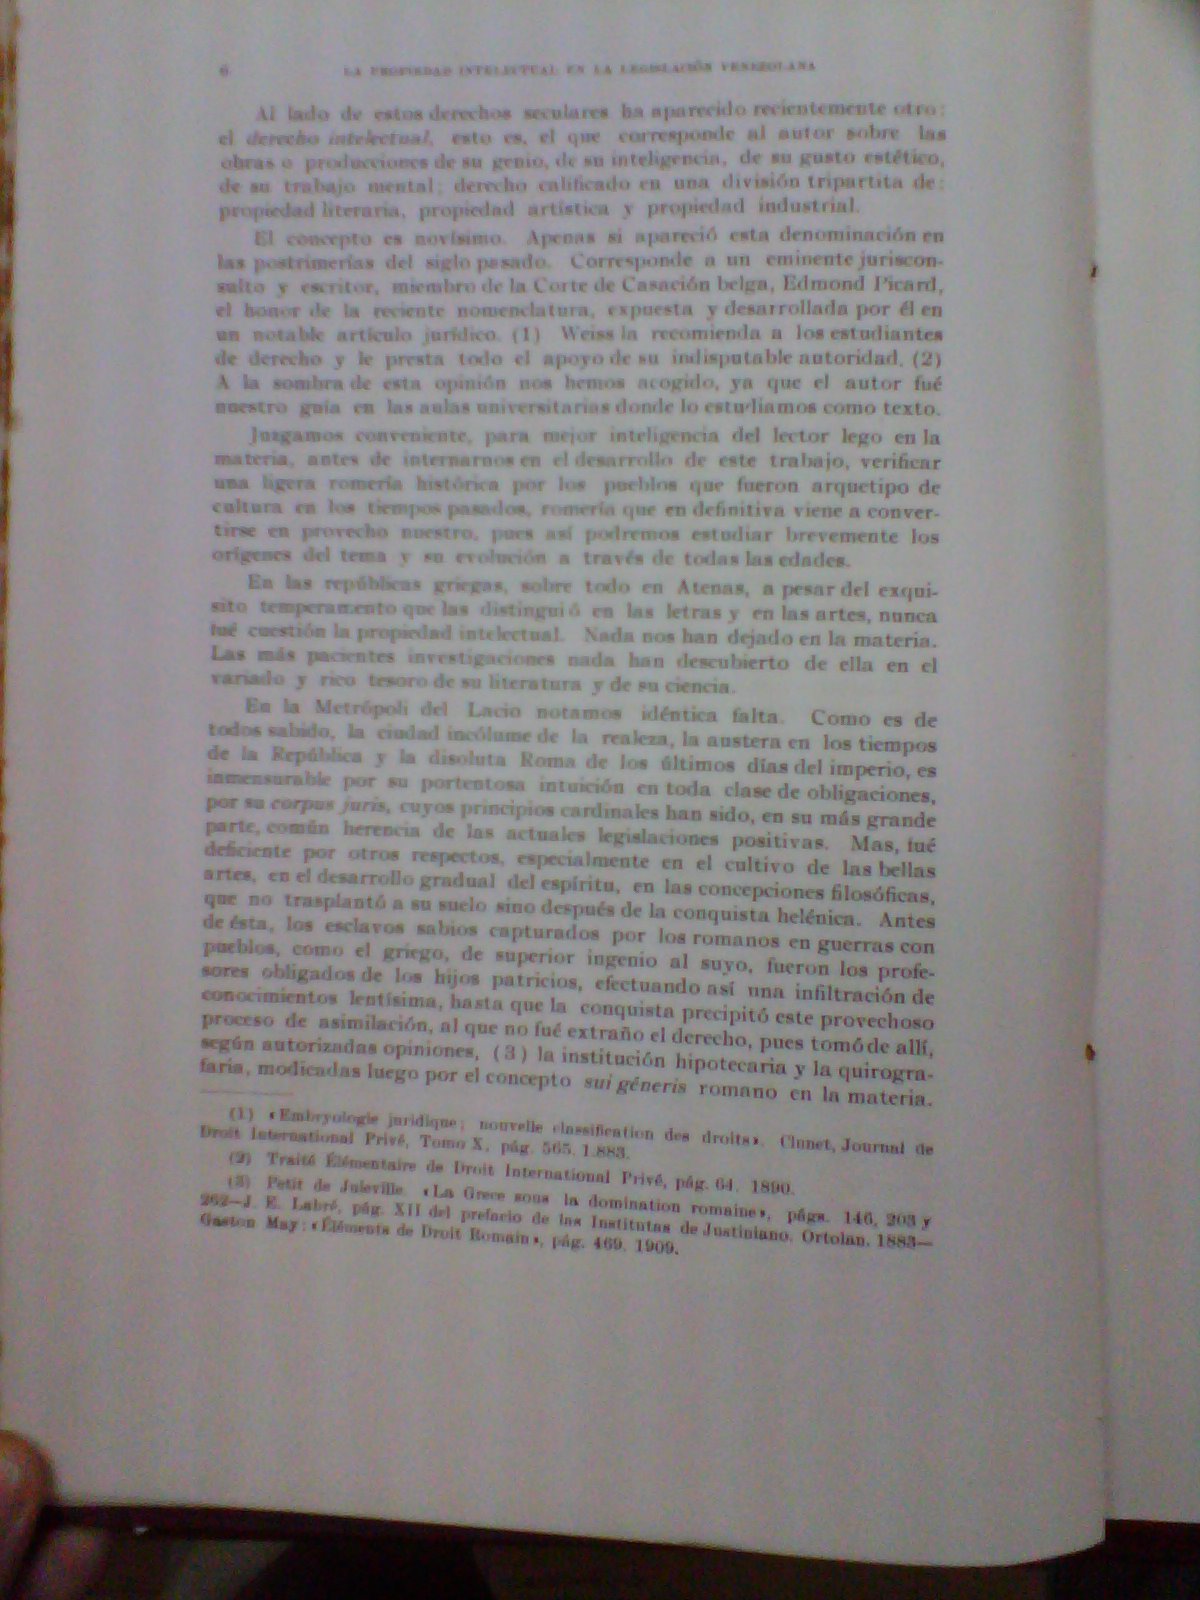 6 LA PROPIEDAD INTELECTUAL EN LA LEGISLACIÓN VENEZOLANA
Al lado de estos derechos seculares ha aparecido recientemente otro:
el derecho intelectual, esto es, el que corresponde al autor sobre las
obras o producciones de su genio, de su inteligencia, de su gusto estético,
de su trabajo mental; derecho calificado en una división tripartita de:
propiedad literaria, propiedad artística y propiedad industrial.
El concepto es novísimo. Apenas si apareció esta denominación en
las postrimerías del siglo pasado. Corresponde a un eminente juriscon-
sulto y escritor, miembro de la Corte de Casación belga, Edmond Picard,
el honor de la reciente nomenclatura, expuesta y desarrollada por él en
un notable artículo jurídico. (1) Weiss la recomienda a los estudiantes
de derecho y le presta todo el apoyo de su indisputable autoridad. (2)
A la sombra de esta opinión nos hemos acogido, ya que el autor fué
nuestro guía en las aulas universitarias donde lo estudiamos como texto.
Juzgamos conveniente, para mejor inteligencia del lector lego en la
materia, antes de internarnos en el desarrollo de este trabajo, verificar
una ligera romería histórica por los pueblos que fueron arquetipo de
cultura en los tiempos pasados, romería que en definitiva viene a conver-
tirse en provecho nuestro, pues así podremos estudiar brevemente los
orígenes del tema y su evolución a través de todas las edades.
En las repúblicas griegas, sobre todo en Atenas, a pesar del exqui-
sito temperamento que las distinguió en las letras y en las artes, nunca
fué cuestión la propiedad intelectual. Nada nos han dejado en la materia.
Las más pacientes investigaciones nada han descubierto de ella en el
variado y rico tesoro de su literatura y de su ciencia.
En la Metrópoli del Lacio notamos idéntica falta. Como es de
todos sabido, la ciudad incólume de la realeza, la austera en los tiempos
de la República y la disoluta Roma de los últimos días del imperio, es
inmensurable por su portentosa intuición en toda clase de obligaciones,
por su corpus juris, cuyos principios cardinales han sido, en su más grande
parte, común herencia de las actuales legislaciones positivas. Mas, fué
deficiente por otros respectos, especialmente en el cultivo de las bellas
artes, en el desarrollo gradual del espíritu, en las concepciones filosóficas,
que no trasplantó a su suelo sino después de la conquista helénica. Antes
de ésta, los esclavos sabios capturados por los romanos en guerras con
pueblos, como el griego, de superior ingenio al suyo, fueron los profe-
sores obligados de los hijos patricios, efectuando así una infiltración de
conocimientos lentísima, hasta que la conquista precipitó este provechoso
proceso de asimilación, al que no fué extraño el derecho, pues tomó de allí,
según autorizadas opiniones, (3) la institución hipotecaria y la quirogra-
faria, modicadas luego por el concepto sui géneris romano en la materia.
(1) «Embryologie juridique; nouvelle classification des droits». Clunet, Journal de
Droit International Privé, Tomo X, pág. 565. 1.883.
(2) Traité Élémentaire de Droit International Privé, pág. 64. 1890.
(3) Petit de Juleville. «La Grece sous la domination romaine», págs. 146, 203 y
262—J. E. Labré, pág. XII del prefacio de las Institutas de Justiniano. Ortolan. 1883—
Gaston May: «Éléments de Droit Romain», pág. 469. 1909.